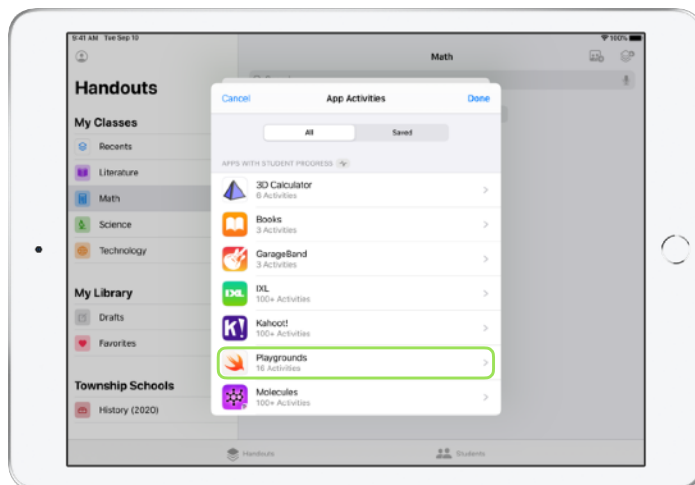 9:41 AM Tue Sep 10
100%
Handouts
My Classes
Recents
Literature
Math
Science
Technology
My Library
Drafts
Favorites
Township Schools
History (2020)
Math
Cancel
App Activities
Done
All
Saved
APPS WITH STUDENT PROGRESS
3D Calculator
6 Activities
Books
3 Activities
GarageBand
3 Activities
IXL
IXL
100+ Activities
K!
Kahoot!
100+ Activities
Playgrounds
16 Activities
Molecules
100+ Activities
Handouts
Students